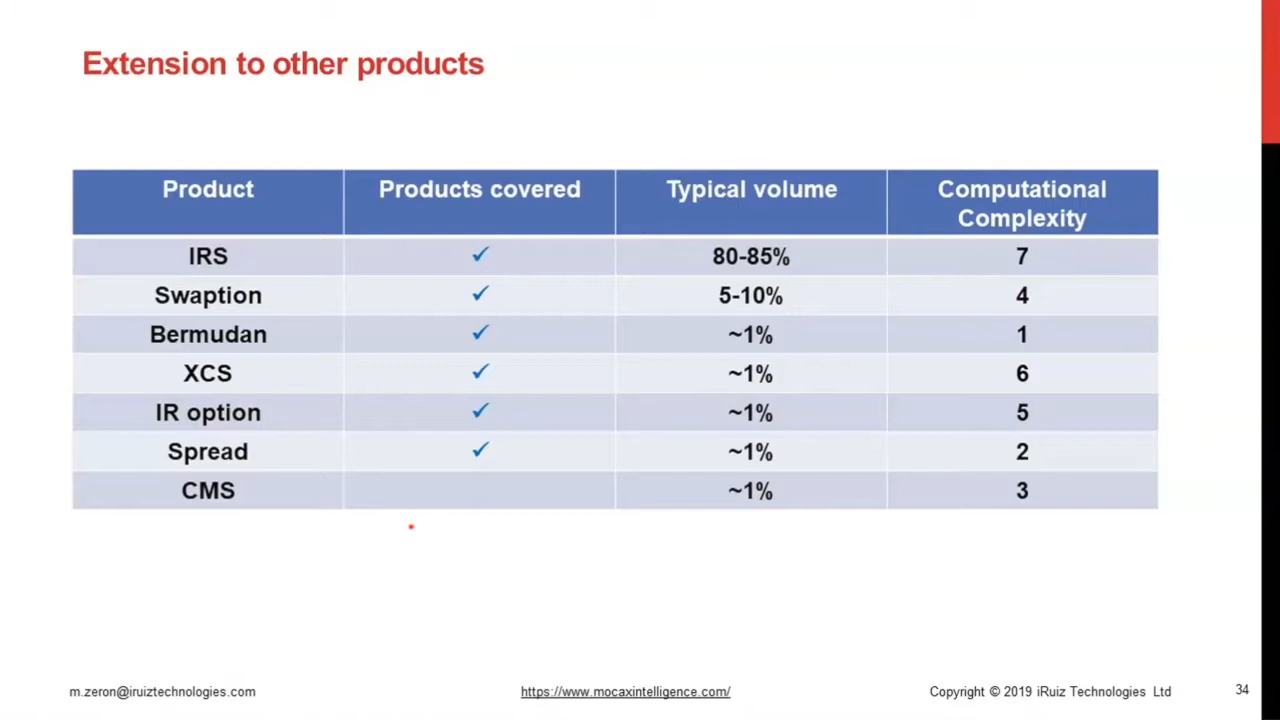 Extension to other products
Product Products covered Typical volume Computational Complexity
IRS ✓ 80-85% 7
Swaption ✓ 5-10% 4
Bermudan ✓ ~1% 1
XCS ✓ ~1% 6
IR option ✓ ~1% 5
Spread ✓ ~1% 2
CMS ~1% 3
m.zeron@iruiztechnologies.com https://www.mocaxintelligence.com/ Copyright © 2019 iRuiz Technologies Ltd 34